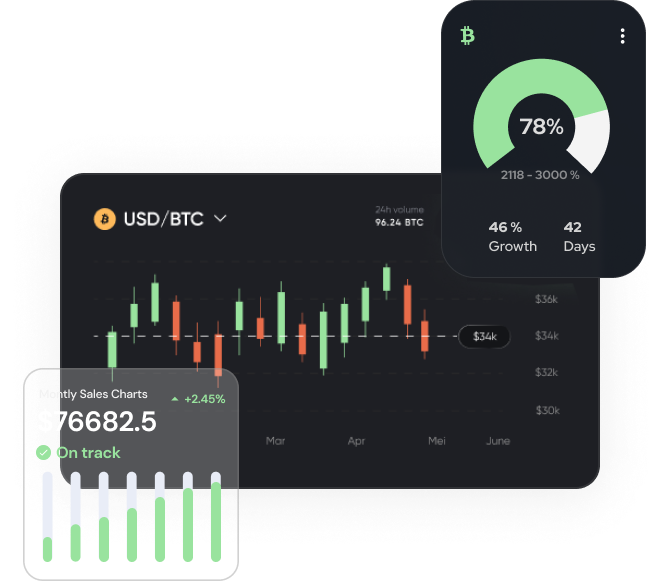 78%
2118 - 3000 %
46 %
Growth
42
Days
USD/BTC
24h volume
96.24 BTC
$36k
$34k
$34k
$32k
$30k
Mar
Apr
Mei
June
Montly Sales Charts
+2.45%
$76682.5
On track